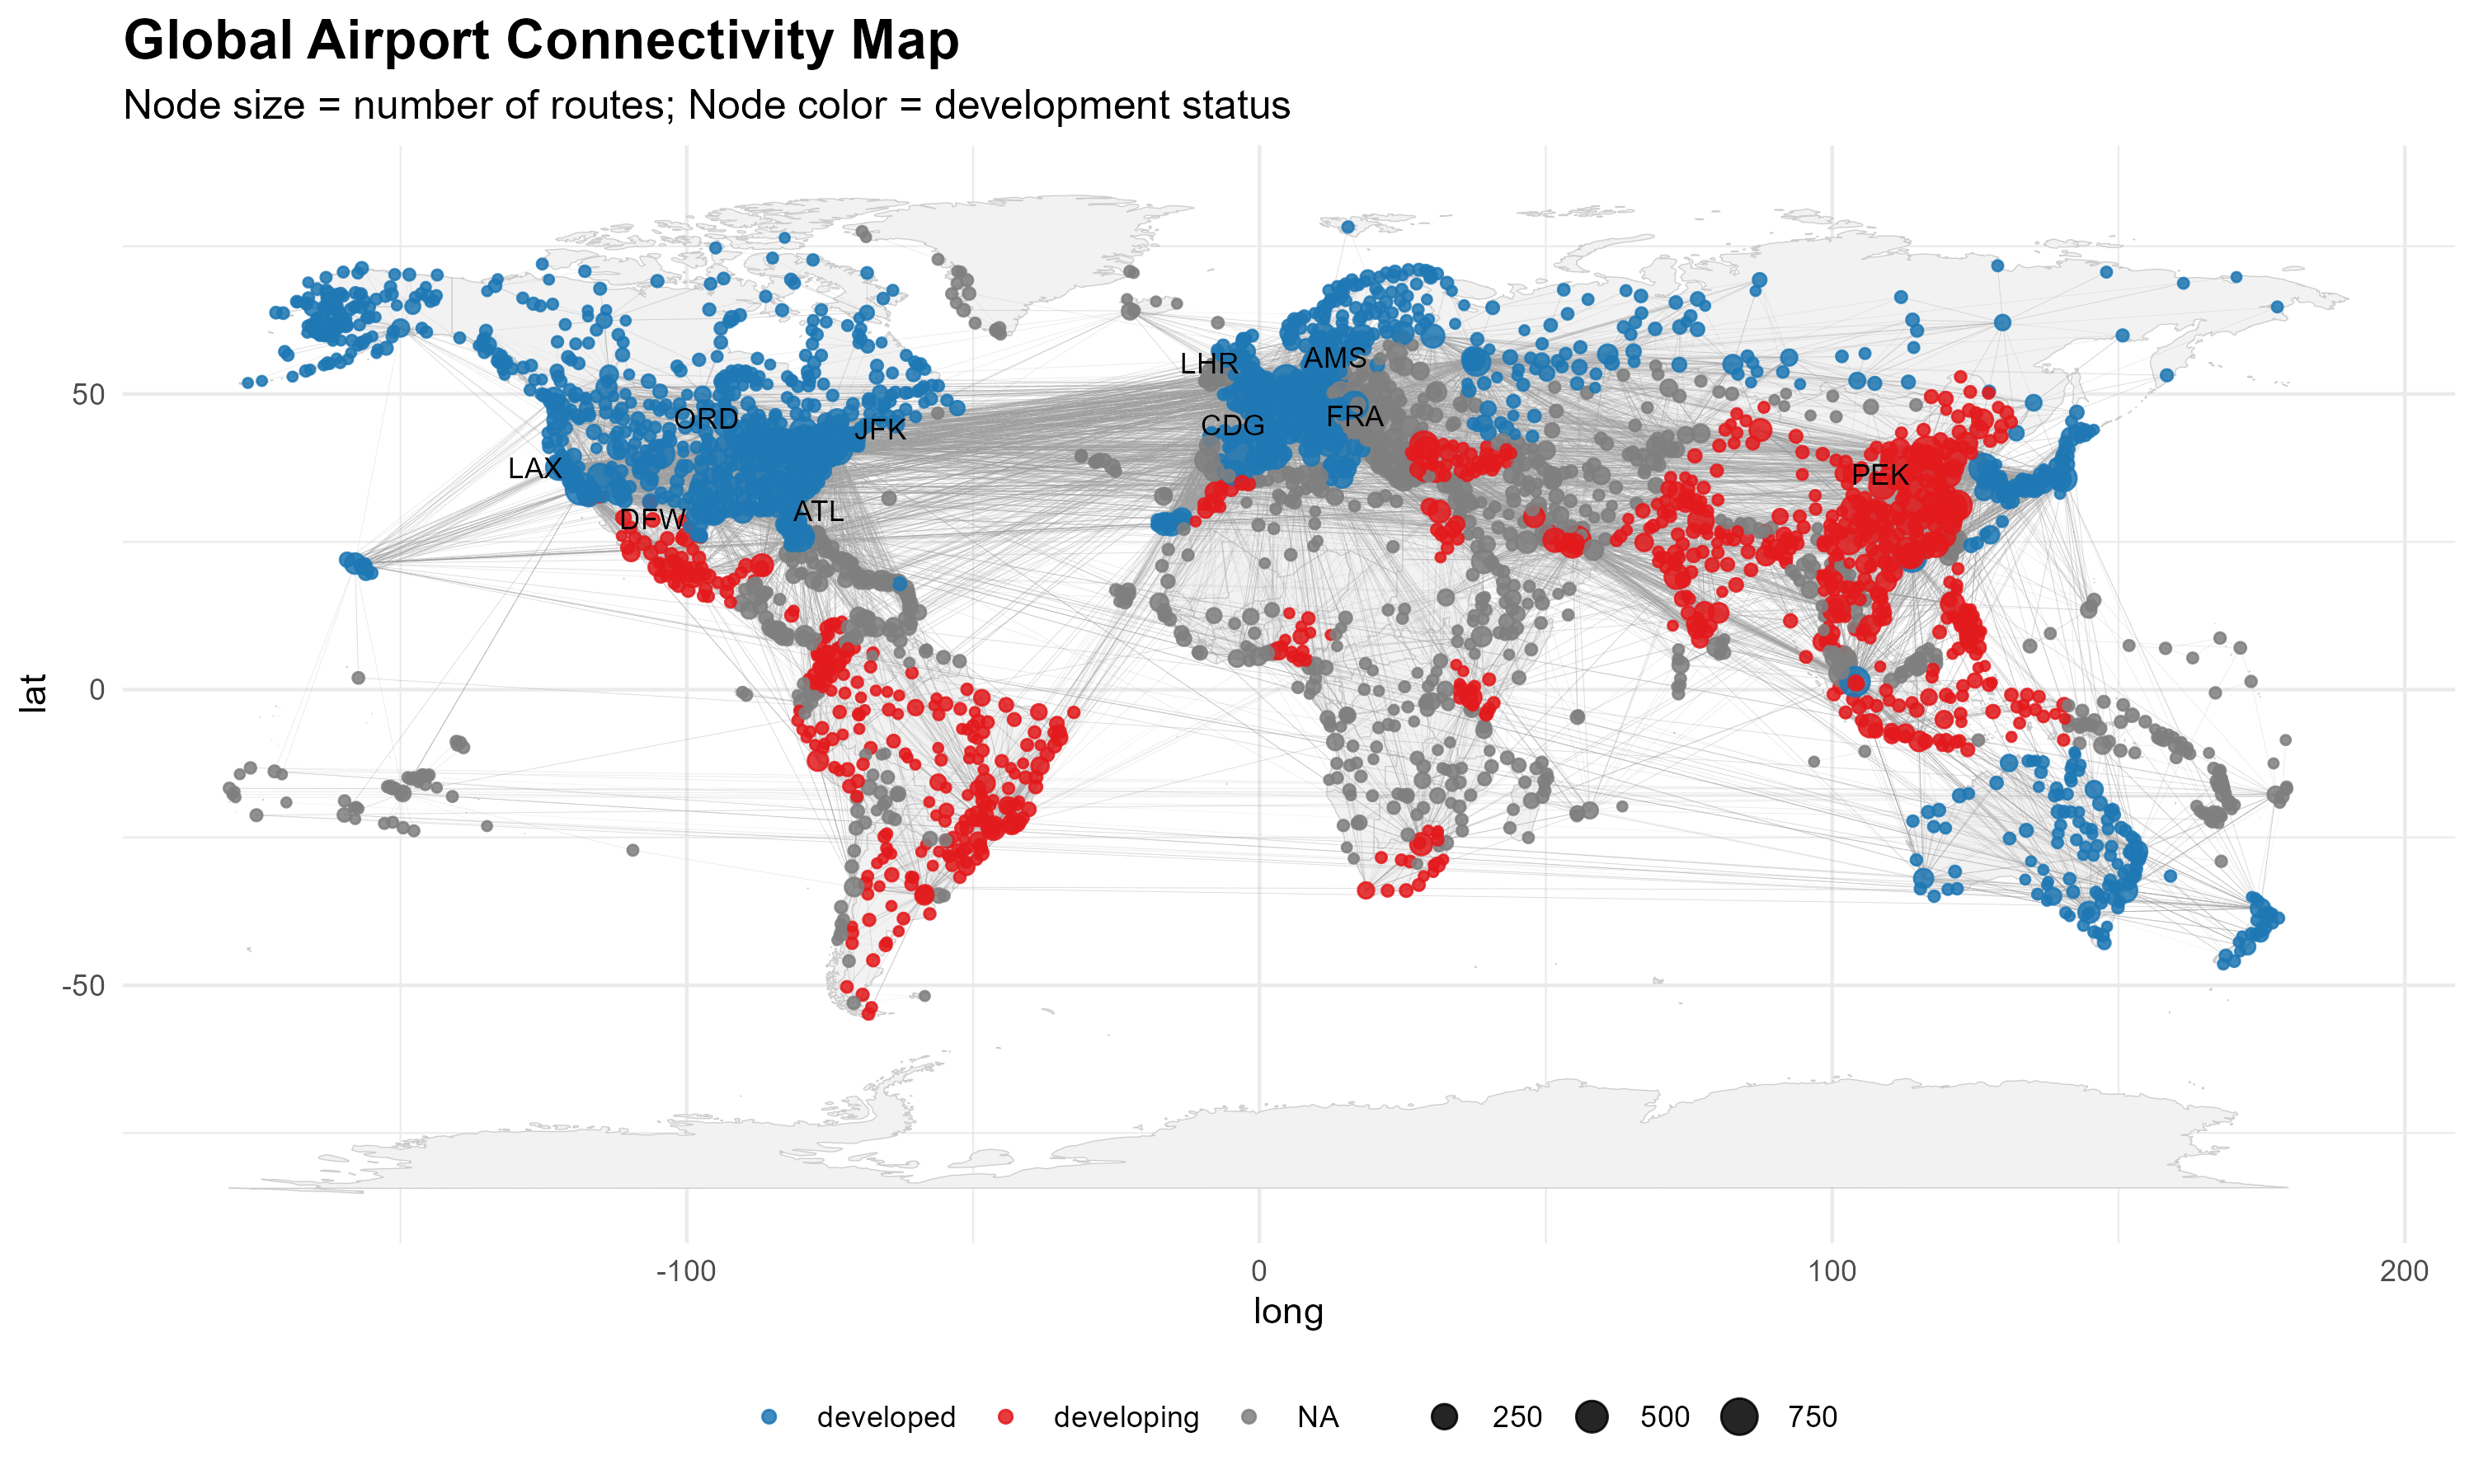 Global Airport Connectivity Map
Node size = number of routes; Node color = development status
LHR
AMS
ORD
JFK
CDG
FRA
LAX
PEK
DFW
ATL
50
0
-50
lat
-100
0
100
200
long
developed
developing
NA
250
500
750